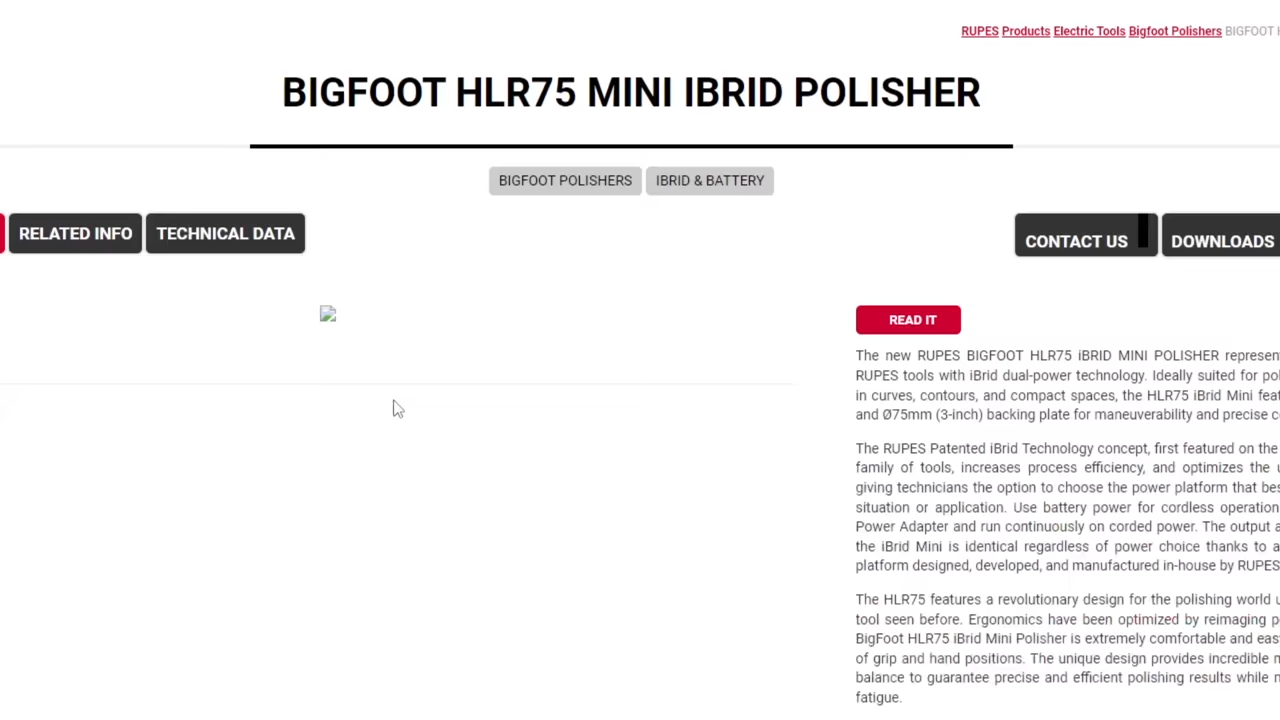 RUPES Products Electric Tools Bigfoot Polishers BIGFOOT
BIGFOOT HLR75 MINI IBRID POLISHER
BIGFOOT POLISHERS IBRID & BATTERY
RELATED INFO TECHNICAL DATA CONTACT US DOWNLOADS
READ IT
The new RUPES BIGFOOT HLR75 iBRID MINI POLISHER
RUPES tools with iBrid dual-power technology. Ideally suited for
in curves, contours, and compact spaces, the HLR75 iBrid Mini
and Ø75mm (3-inch) backing plate for maneuverability and precise
The RUPES Patented iBrid Technology concept, first featured on the
family of tools, increases process efficiency, and optimizes the
giving technicians the option to choose the power platform that
situation or application. Use battery power for cordless operation
Power Adapter and run continuously on corded power. The output
the iBrid Mini is identical regardless of power choice thanks to
platform designed, developed, and manufactured in-house by RUPES
The HLR75 features a revolutionary design for the polishing world
tool seen before. Ergonomics have been optimized by reimaging
BigFoot HLR75 iBrid Mini Polisher is extremely comfortable and
of grip and hand positions. The unique design provides incredible
balance to guarantee precise and efficient polishing results while
fatigue.